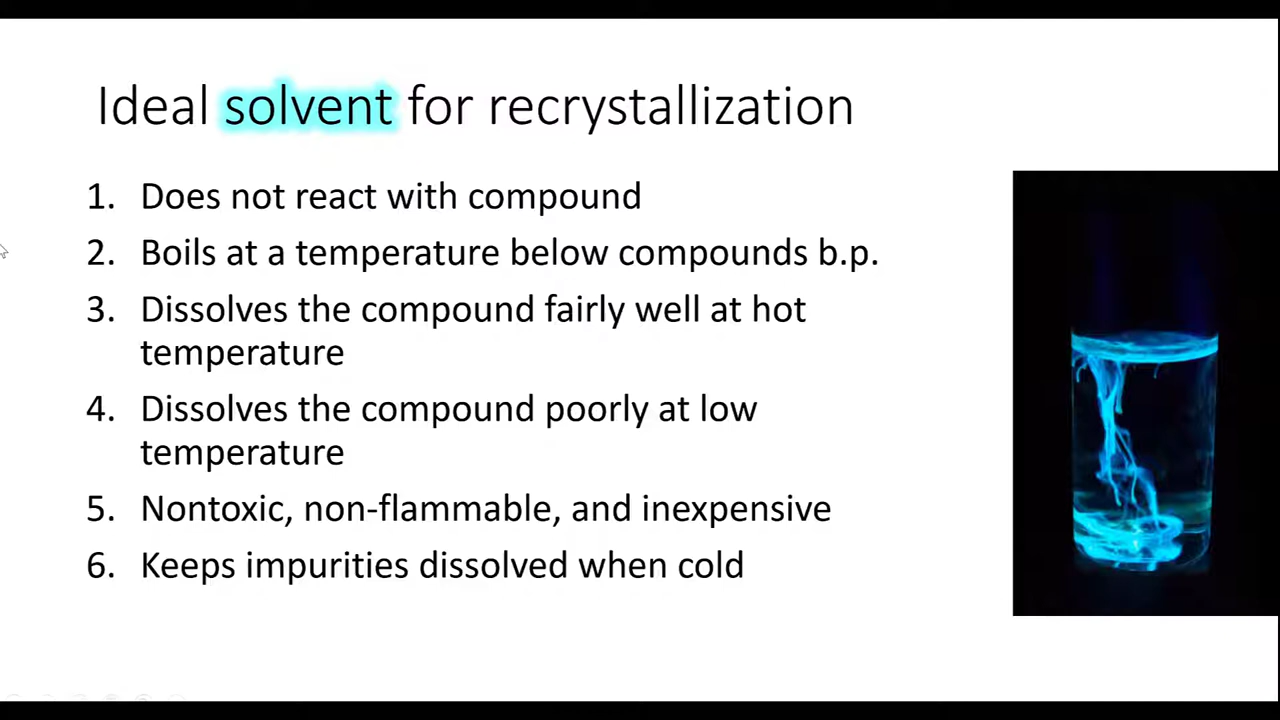 Ideal solvent for recrystallization
1. Does not react with compound
2. Boils at a temperature below compounds b.p.
3. Dissolves the compound fairly well at hot
temperature
4. Dissolves the compound poorly at low
temperature
5. Nontoxic, non-flammable, and inexpensive
6. Keeps impurities dissolved when cold